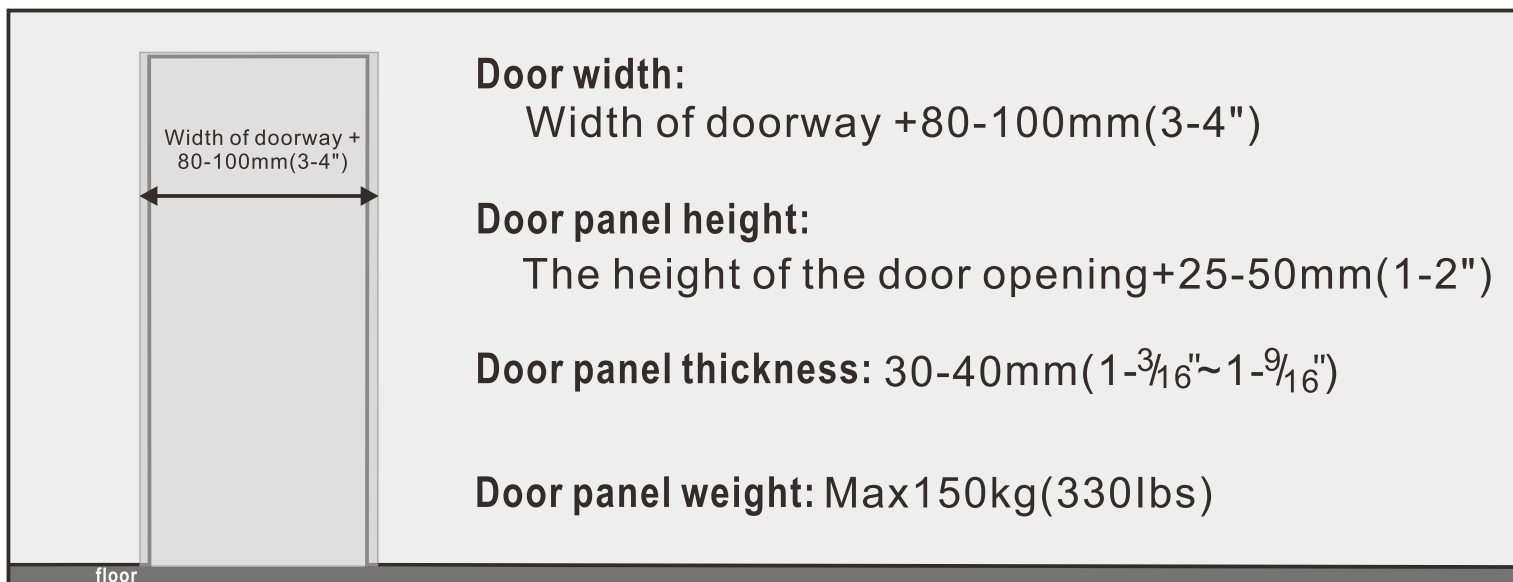 Width of doorway +
80-100mm(3-4")
floor
Door width:
Width of doorway +80-100mm(3-4")
Door panel height:
The height of the door opening+25-50mm(1-2")
Door panel thickness: 30-40mm(1-3/16"~1-9/16")
Door panel weight: Max150kg(330lbs)